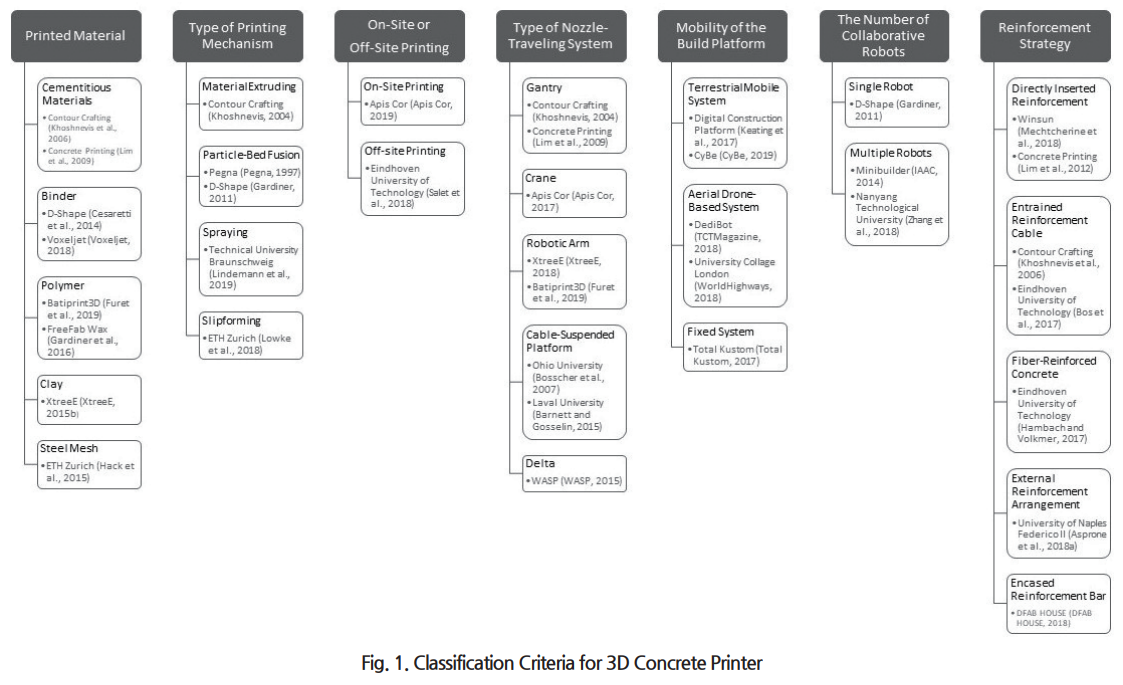 Printed Material
Cementitious
Materials
• Contour Crafting
(Khoshnevis et al.,
2006)
• Concrete Printing (Lim
et al., 2009)
Binder
• D-Shape (Cesaretti
et al., 2014)
• Voxeljet (Voxeljet,
2018)
Polymer
• Batiprint3D (Furet
et al., 2019)
• FreeFab Wax
(Gardiner et al.,
2016)
Clay
• XtreeE (XtreeE,
2015b)
Steel Mesh
• ETH Zurich (Hack et
al., 2015)
Type of Printing
Mechanism
Material Extruding
• Contour Crafting
(Khoshnevis, 2004)
Particle-Bed Fusion
• Pegna (Pegna, 1997)
• D-Shape (Gardiner,
2011)
Spraying
• Technical University
Braunschweig
(Lindemann et al.,
2019)
Slipforming
• ETH Zurich (Lowke
et al., 2018)
On-Site or
Off-Site Printing
On-Site Printing
• Apis Cor (Apis Cor,
2019)
Off-site Printing
• Eindhoven
University of
Technology (Salet et
al., 2018)
Type of Nozzle-
Traveling System
Gantry
• Contour Crafting
(Khoshnevis, 2004)
• Concrete Printing
(Lim et al., 2009)
Crane
• Apis Cor (Apis Cor,
2017)
Robotic Arm
• XtreeE (XtreeE,
2018)
• Batiprint3D (Furet
et al., 2019)
Cable-Suspended
Platform
• Ohio University
(Bosscher et al.,
2007)
• Laval University
(Barnett and
Gosselin, 2015)
Delta
• WASP (WASP, 2015)
Mobility of the
Build Platform
Terrestrial Mobile
System
• Digital Construction
Platform (Keating et
al., 2017)
• CyBe (CyBe, 2019)
Aerial Drone-
Based System
• DediBot
(TCTMagazine,
2018)
• University Collage
London
(WorldHighways,
2018)
Fixed System
• Total Kustom (Total
Kustom, 2017)
The Number of
Collaborative
Robots
Single Robot
• D-Shape (Gardiner,
2011)
Multiple Robots
• Minibuilder (IAAC,
2014)
• Nanyang
Technological
University (Zhang et
al., 2018)
Reinforcement
Strategy
Directly Inserted
Reinforcement
• Winsun
(Mechtcherine et
al., 2018)
• Concrete Printing
(Lim et al., 2012)
Entrained
Reinforcement
Cable
• Contour Crafting
(Khoshnevis et al.,
2006)
• Eindhoven
University of
Technology (Bos et
al., 2017)
Fiber-Reinforced
Concrete
• Eindhoven
University of
Technology
(Hambach and
Volkmer, 2017)
External
Reinforcement
Arrangement
• University of Naples
Federico II (Asprone
et al., 2018a)
Encased
Reinforcement Bar
• DFAB HOUSE (DFAB
HOUSE, 2018)
Fig. 1. Classification Criteria for 3D Concrete Printer